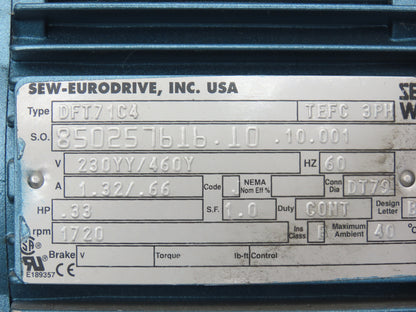 SEW-EURODRIVE, INC. USA
Type DFT71C4 TEFC 3PH
S.O. 850257616.10.10.001
V 230YY/460Y HZ 60
A 1.32/.66 Code . NEMA Nom Eff % Conn Dia DT79
HP .33 S.F. 1.0 Duty CONT Design Letter B
rpm 1720 Ins Class F Maximum Ambient 40 °C
Brake V Torque lb-ft Control
E189357